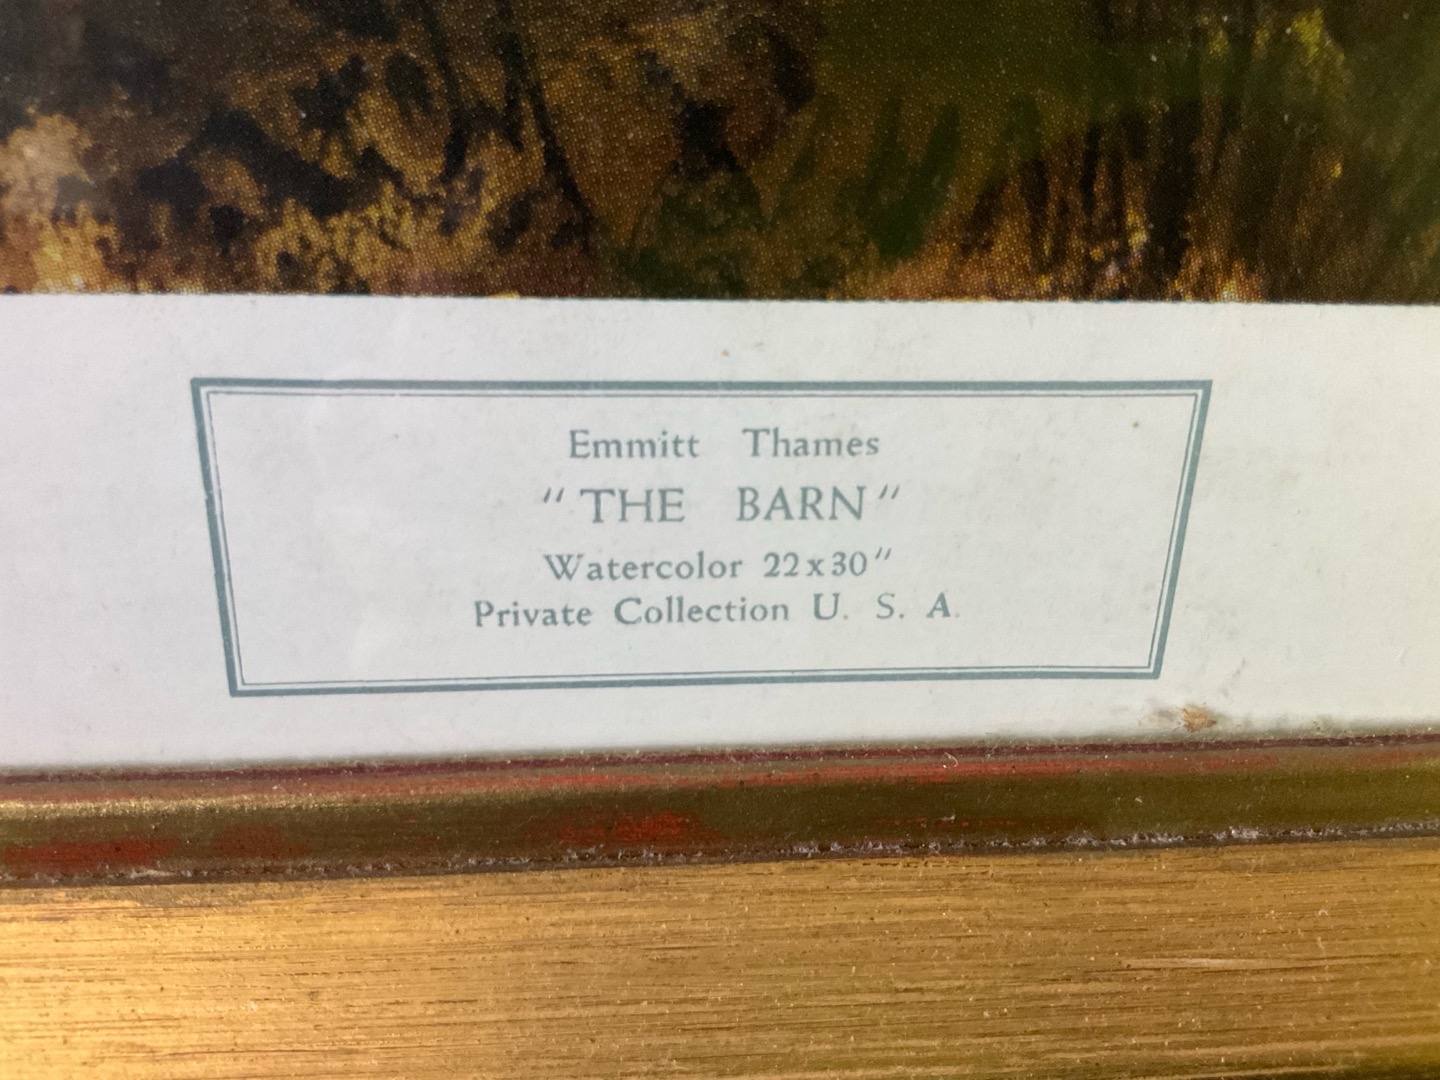 Emmitt Thames
"THE BARN"
Watercolor 22x30"
Private Collection U. S. A.